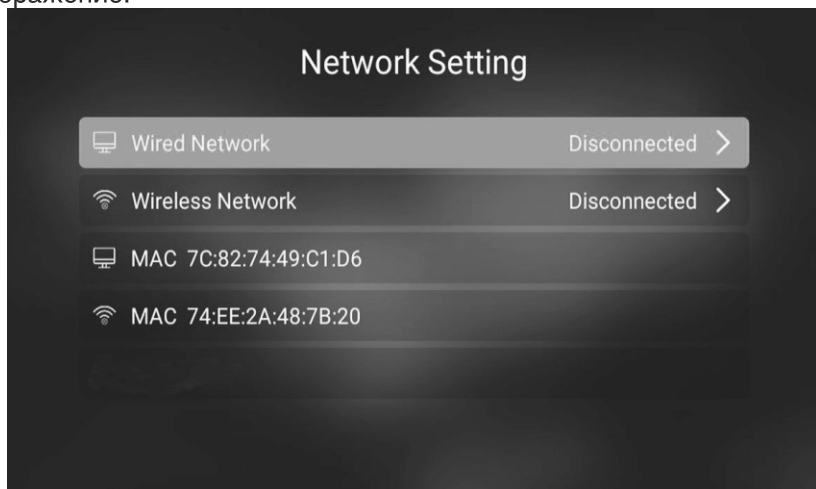 Network Setting
Wired Network Disconnected
Wireless Network Disconnected
MAC 7C:82:74:49:C1:D6
MAC 74:EE:2A:48:7B:20